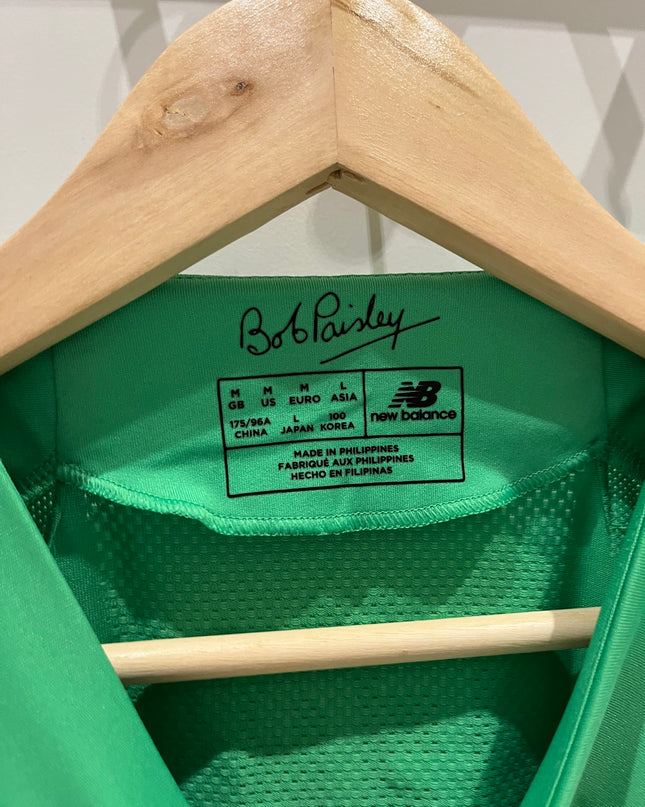 Bob Paisley
M M M L
GB US EURO ASIA
175/96A L 100
CHINA JAPAN KOREA
NB
new balance
MADE IN PHILIPPINES
FABRIQUÉ AUX PHILIPPINES
HECHO EN FILIPINAS